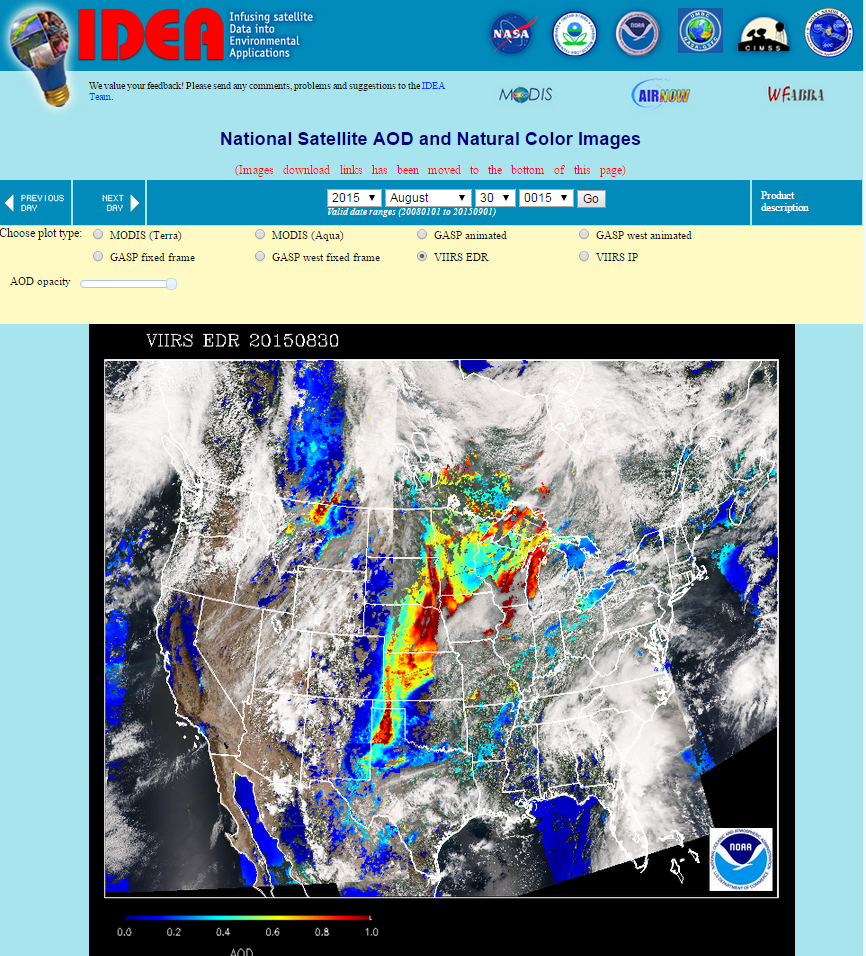 IDEA
Infusing satellite
Data into
Environmental
Applications
NASA
NOAA
UMBC
NASA-GSFC
CIMSS
We value your feedback! Please send any comments, problems and suggestions to the IDEA
Team.
MODIS
AIRNOW
WFABBA
National Satellite AOD and Natural Color Images
(Images download links has been moved to the bottom of this page)
PREVIOUS
DAY
NEXT
DAY
2015 August 30 0015 Go
Valid date ranges (20080101 to 20150901)
Product
description
Choose plot type: MODIS (Terra) MODIS (Aqua) GASP animated GASP west animated
GASP fixed frame GASP west fixed frame VIIRS EDR VIIRS IP
AOD opacity
VIIRS EDR 20150830
NOAA
0.0 0.2 0.4 0.6 0.8 1.0
AOD